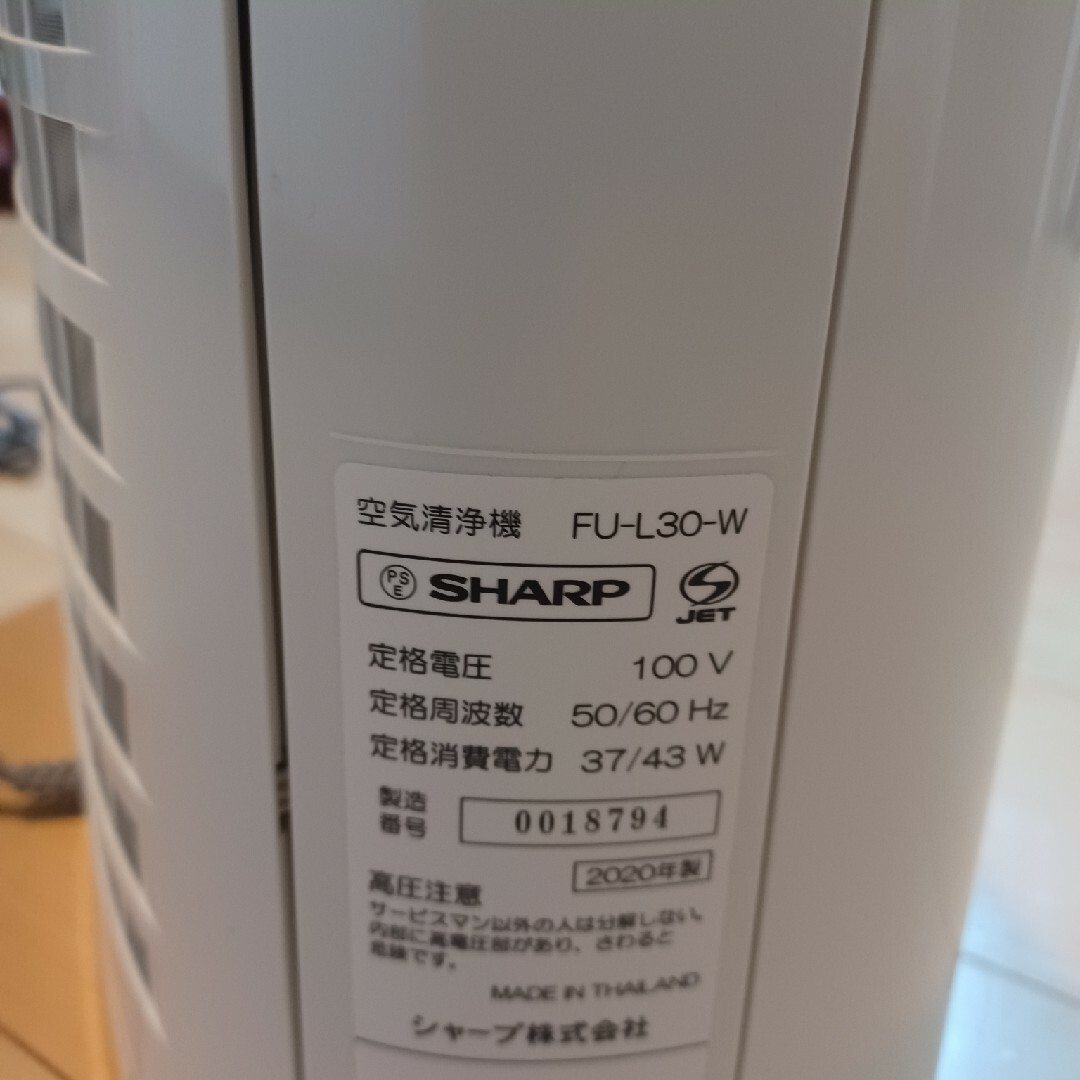 空気清浄機 FU-L30-W
PSE SHARP JET
定格電圧 100 V
定格周波数 50/60 Hz
定格消費電力 37/43 W
製造番号 0018794
2020年製
高圧注意
サービスマン以外の人は分解しない。
内部に高電圧部があり、さわると
危険です。
MADE IN THAILAND
シャープ株式会社